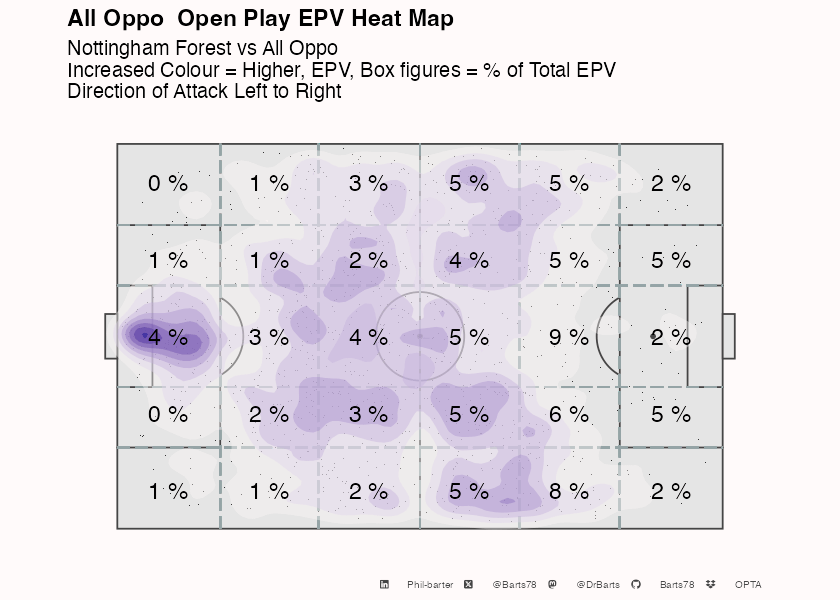 All Oppo  Open Play EPV Heat Map
Nottingham Forest vs All Oppo
Increased Colour = Higher, EPV, Box figures = % of Total EPV
Direction of Attack Left to Right
0 % 1 % 3 % 5 % 5 % 2 %
1 % 1 % 2 % 4 % 5 % 5 %
4 % 3 % 4 % 5 % 9 % 2 %
0 % 2 % 3 % 5 % 6 % 5 %
1 % 1 % 2 % 5 % 8 % 2 %
Phil-barter @Barts78 @DrBarts Barts78 OPTA